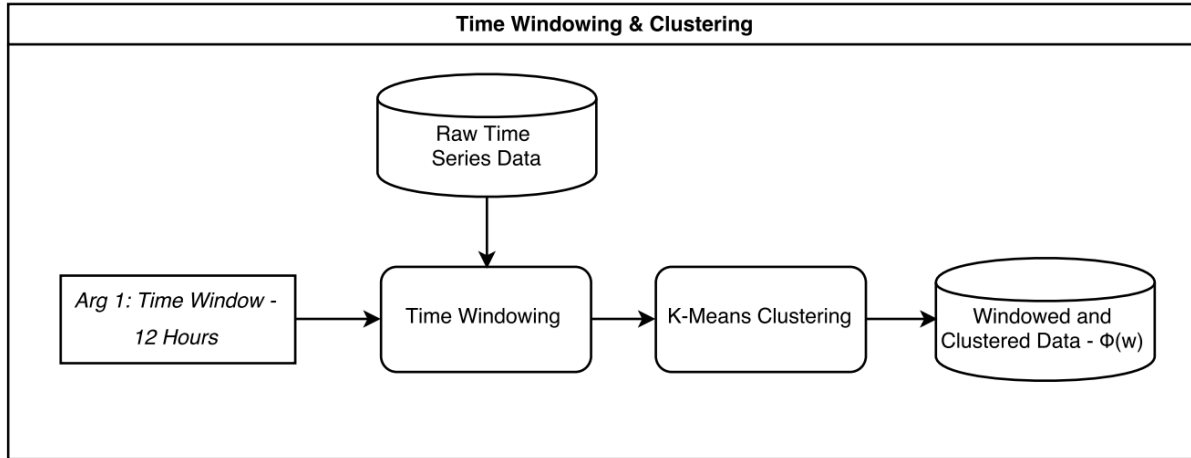 Time Windowing & Clustering
Raw Time
Series Data
Arg 1: Time Window -
12 Hours
Time Windowing
K-Means Clustering
Windowed and
Clustered Data - Φ(w)